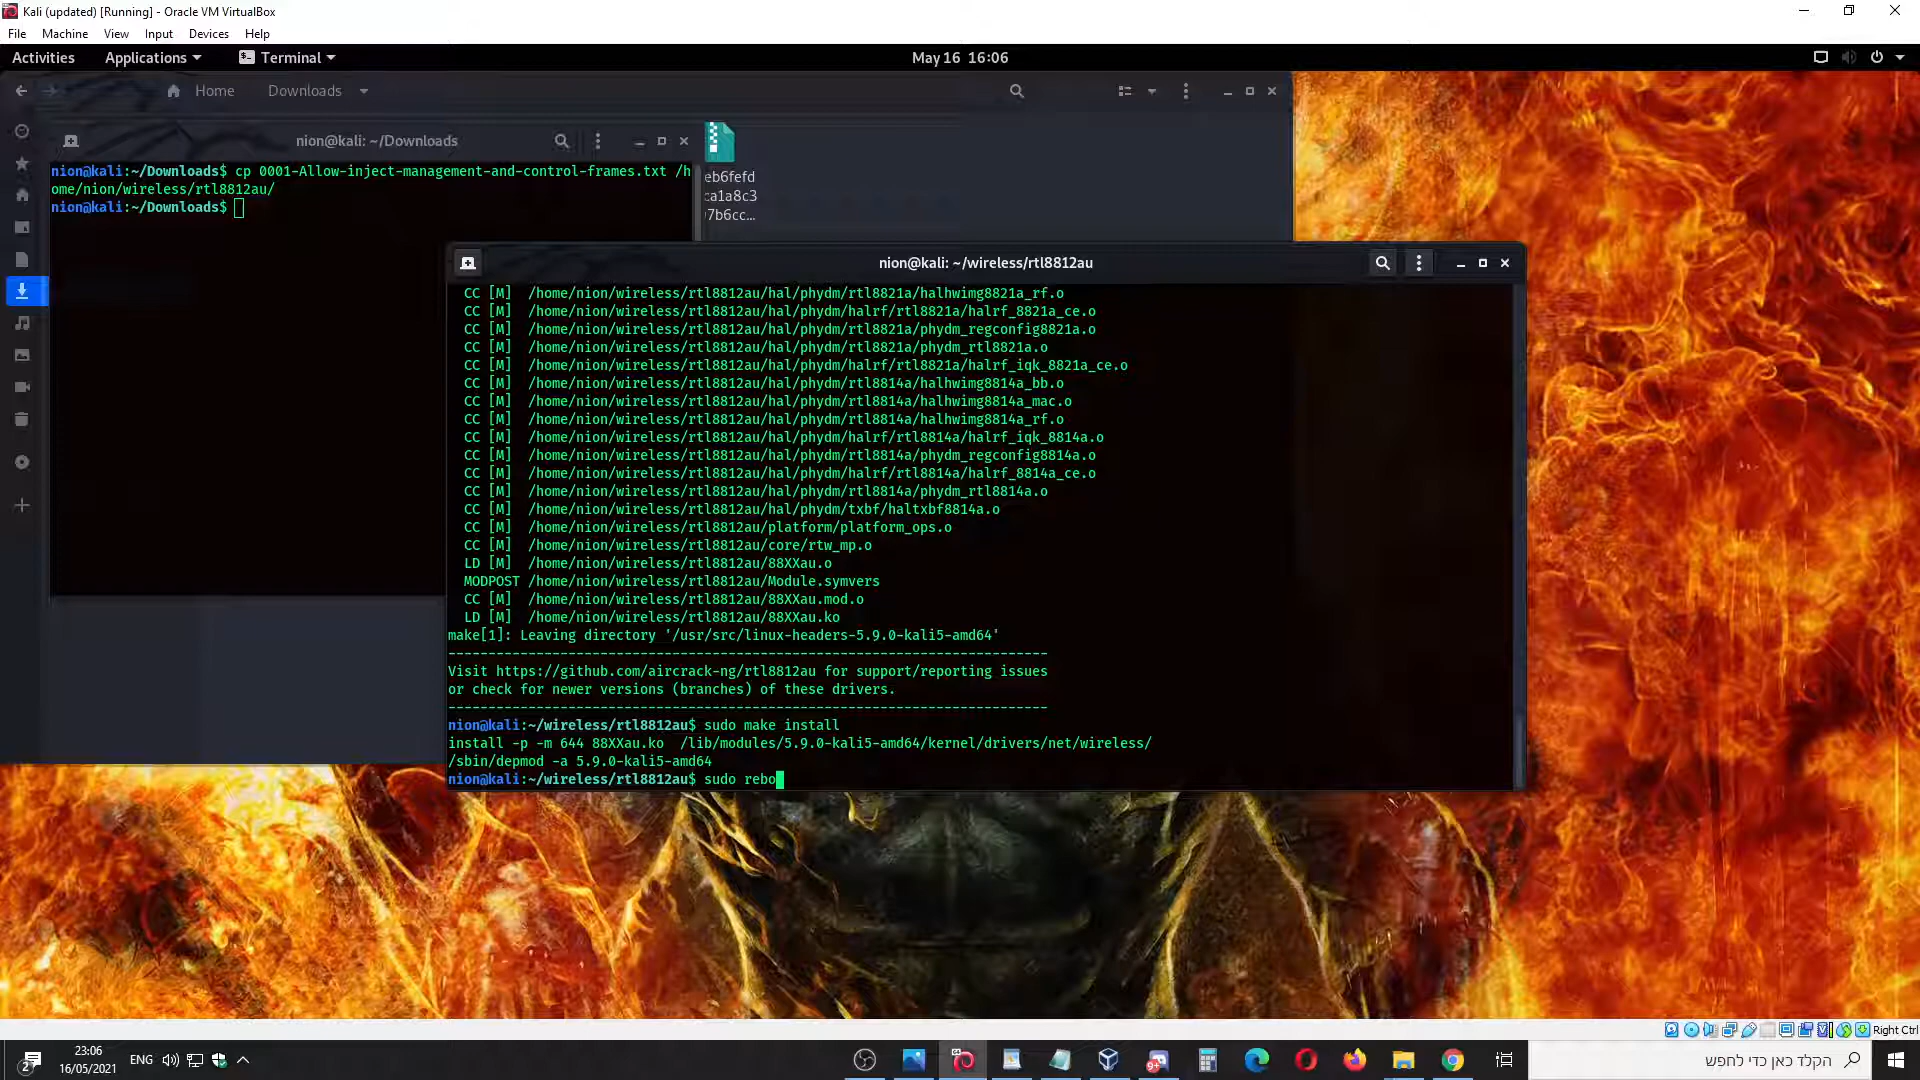 Kali (updated) [Running] - Oracle VM VirtualBox
File Machine View Input Devices Help
Activities Applications Terminal May 16 16:06
Home Downloads
nion@kali: ~/Downloads
nion@kali:~/Downloads$ cp 0001-Allow-inject-management-and-control-frames.txt /h
ome/nion/wireless/rtl8812au/
nion@kali:~/Downloads$
eb6fefd
ca1a8c3
7b6cc...
nion@kali: ~/wireless/rtl8812au
CC [M] /home/nion/wireless/rtl8812au/hal/phydm/rtl8821a/halhwimg8821a_rf.o
CC [M] /home/nion/wireless/rtl8812au/hal/phydm/halrf/rtl8821a/halrf_8821a_ce.o
CC [M] /home/nion/wireless/rtl8812au/hal/phydm/rtl8821a/phydm_regconfig8821a.o
CC [M] /home/nion/wireless/rtl8812au/hal/phydm/rtl8821a/phydm_rtl8821a.o
CC [M] /home/nion/wireless/rtl8812au/hal/phydm/halrf/rtl8821a/halrf_iqk_8821a_ce.o
CC [M] /home/nion/wireless/rtl8812au/hal/phydm/rtl8814a/halhwimg8814a_bb.o
CC [M] /home/nion/wireless/rtl8812au/hal/phydm/rtl8814a/halhwimg8814a_mac.o
CC [M] /home/nion/wireless/rtl8812au/hal/phydm/rtl8814a/halhwimg8814a_rf.o
CC [M] /home/nion/wireless/rtl8812au/hal/phydm/halrf/rtl8814a/halrf_iqk_8814a.o
CC [M] /home/nion/wireless/rtl8812au/hal/phydm/rtl8814a/phydm_regconfig8814a.o
CC [M] /home/nion/wireless/rtl8812au/hal/phydm/halrf/rtl8814a/halrf_8814a_ce.o
CC [M] /home/nion/wireless/rtl8812au/hal/phydm/rtl8814a/phydm_rtl8814a.o
CC [M] /home/nion/wireless/rtl8812au/hal/phydm/txbf/haltxbf8814a.o
CC [M] /home/nion/wireless/rtl8812au/platform/platform_ops.o
CC [M] /home/nion/wireless/rtl8812au/core/rtw_mp.o
LD [M] /home/nion/wireless/rtl8812au/88XXau.o
MODPOST /home/nion/wireless/rtl8812au/Module.symvers
CC [M] /home/nion/wireless/rtl8812au/88XXau.mod.o
LD [M] /home/nion/wireless/rtl8812au/88XXau.ko
make[1]: Leaving directory '/usr/src/linux-headers-5.9.0-kali5-amd64'
---------------------------------------------------------------------------
Visit https://github.com/aircrack-ng/rtl8812au for support/reporting issues
or check for newer versions (branches) of these drivers.
---------------------------------------------------------------------------
nion@kali:~/wireless/rtl8812au$ sudo make install
install -p -m 644 88XXau.ko /lib/modules/5.9.0-kali5-amd64/kernel/drivers/net/wireless/
/sbin/depmod -a 5.9.0-kali5-amd64
nion@kali:~/wireless/rtl8812au$ sudo rebo
Right Ctrl
2
23:06
16/05/2021
ENG
9+
הקלד כאן כדי לחפש